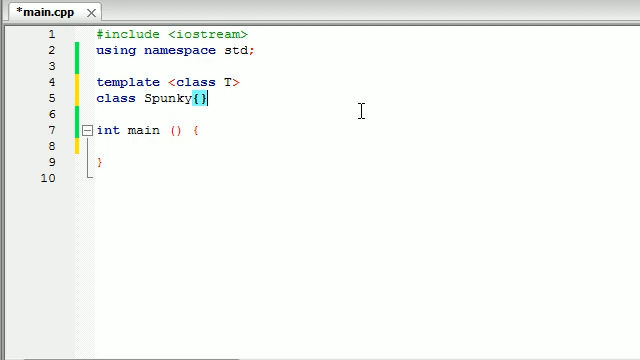 *main.cpp
1 #include <iostream>
2 using namespace std;
3
4 template <class T>
5 class Spunky{}
6
7 int main () {
8
9 }
10